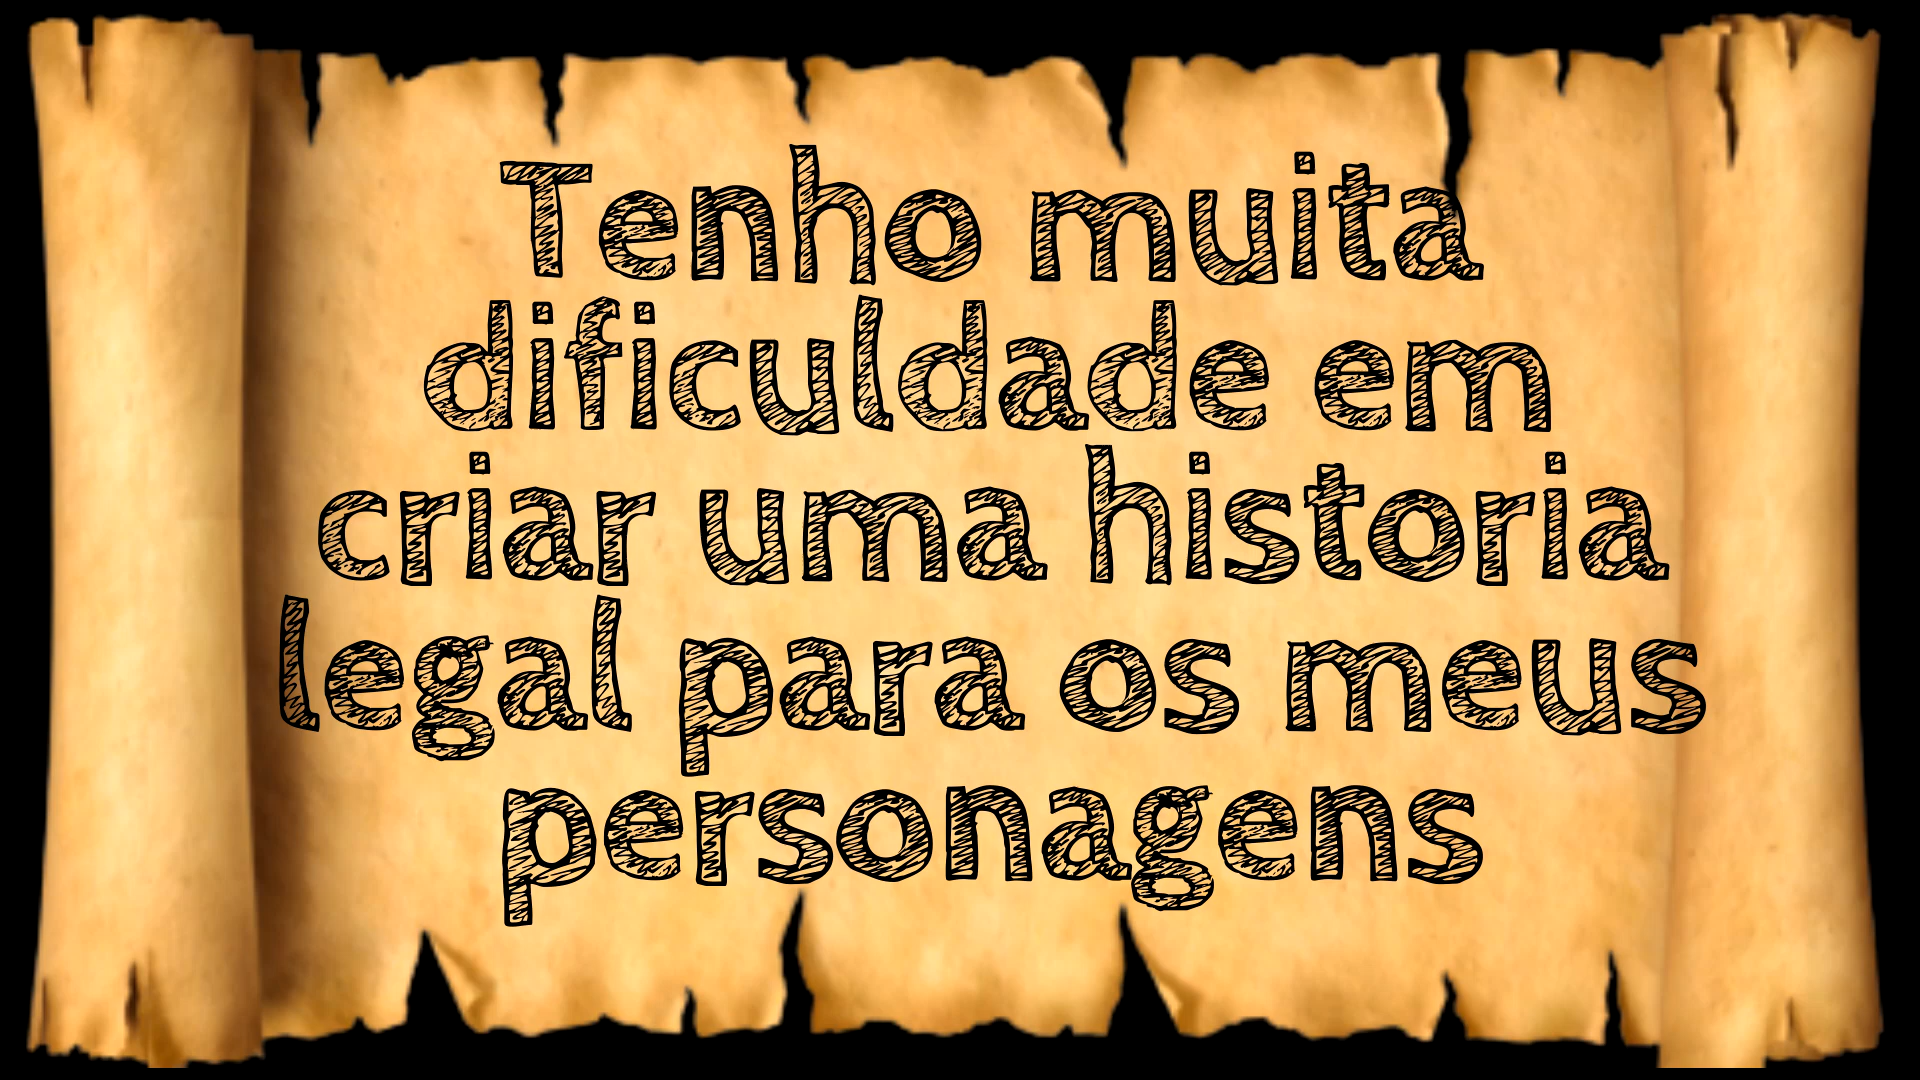 Tenho muita
dificuldade em
criar uma historia
legal para os meus
personagens